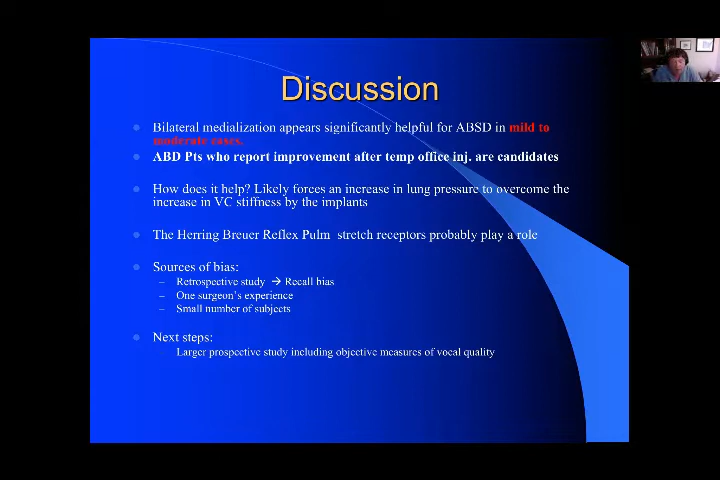 Discussion
Bilateral medialization appears significantly helpful for ABSD in mild to
moderate cases.
ABD Pts who report improvement after temp office inj. are candidates
How does it help? Likely forces an increase in lung pressure to overcome the
increase in VC stiffness by the implants
The Herring Breuer Reflex Pulm stretch receptors probably play a role
Sources of bias:
– Retrospective study → Recall bias
– One surgeon's experience
– Small number of subjects
Next steps:
Larger prospective study including objective measures of vocal quality